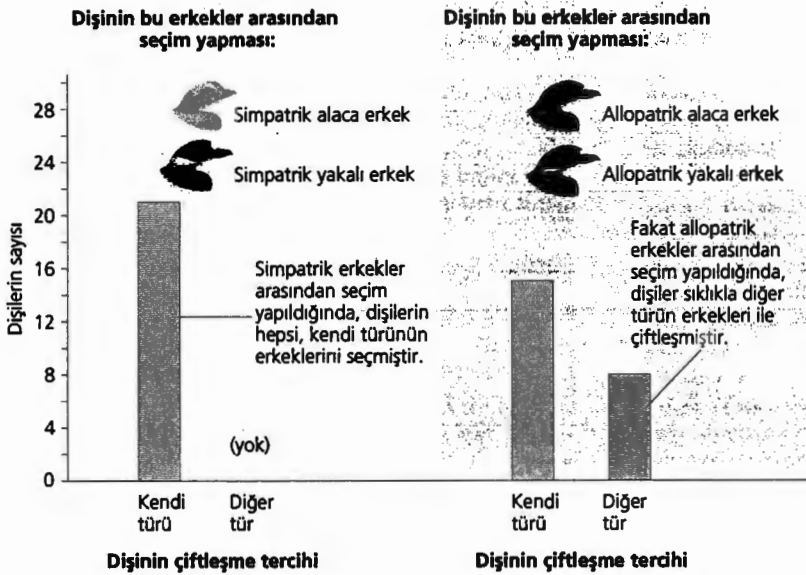 Dişinin bu erkekler arasından
seçim yapması:
Simpatrik alaca erkek
Simpatrik yakalı erkek
Dişilerin sayısı
28
24
20
16
12
8
4
0
Simpatrik erkekler
arasından seçim
yapıldığında, dişilerin
hepsi, kendi türünün
erkeklerini seçmiştir.
(yok)
Kendi
türü
Diğer
tür
Dişinin çiftleşme tercihi
Dişinin bu erkekler arasından
seçim yapması:
Allopatrik alaca erkek
Allopatrik yakalı erkek
Fakat allopatrik
erkekler arasından
seçim yapıldığında,
dişiler sıklıkla diğer
türün erkekleri ile
çiftleşmiştir.
Kendi
türü
Diğer
tür
Dişinin çiftleşme tercihi